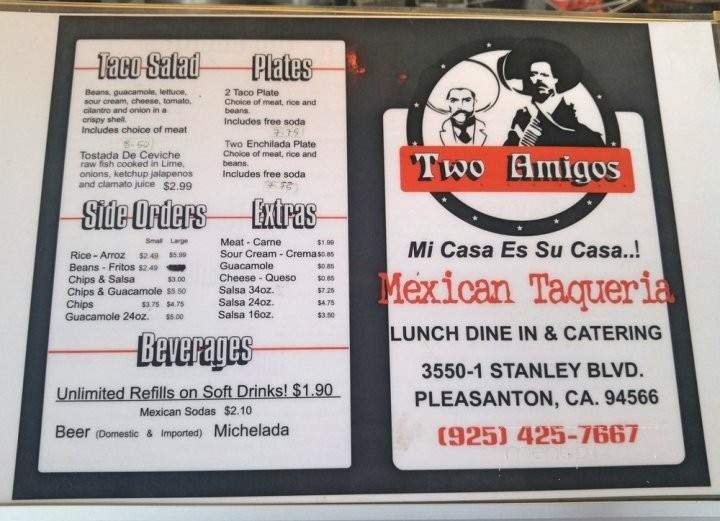 Taco Salad
Beans, guacamole, lettuce,
sour cream, cheese, tomato,
cilantro and onion in a
crispy shell.
Includes choice of meat
Tostada De Ceviche
raw fish cooked in Lime,
onions, ketchup jalapenos
and clamato juice $2.99
Plates
2 Taco Plate
Choice of meat, rice and
beans.
Includes free soda
Two Enchilada Plate
Choice of meat, rice and
beans.
Includes free soda
Side Orders
Small Large
Rice - Arroz $2.49 $5.99
Beans - Fritos $2.49
Chips & Salsa $3.00
Chips & Guacamole $5.50
Chips $3.75 $4.75
Guacamole 24oz. $5.00
Extras
Meat - Carne $1.99
Sour Cream - Crema $0.85
Guacamole $0.85
Cheese - Queso $0.85
Salsa 34oz. $7.25
Salsa 24oz. $4.75
Salsa 16oz. $3.50
Beverages
Unlimited Refills on Soft Drinks! $1.90
Mexican Sodas $2.10
Beer (Domestic & Imported) Michelada
Two Amigos
Mi Casa Es Su Casa..!
Mexican Taqueria
LUNCH DINE IN & CATERING
3550-1 STANLEY BLVD.
PLEASANTON, CA. 94566
(925) 425-7667